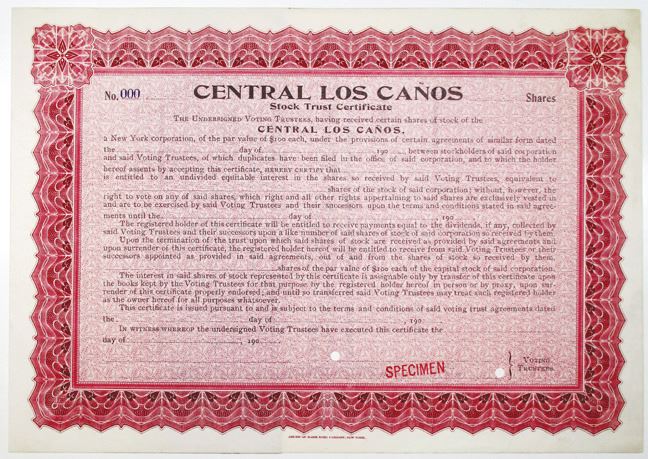 No. 000
CENTRAL LOS CAÑOS
Shares
Stock Trust Certificate
THE UNDERSIGNED VOTING TRUSTEES, having received certain shares of stock of the
CENTRAL LOS CAÑOS,
a New York corporation, of the par value of $100 each, under the provisions of certain agreements of similar form dated
the day of , 190 , between stockholders of said corporation
and said Voting Trustees, of which duplicates have been filed in the office of said corporation, and to which the holder
hereof assents by accepting this certificate, HEREBY CERTIFY that
is entitled to an undivided equitable interest in the shares so received by said Voting Trustees, equivalent to
shares of the stock of said corporation; without, however, the
right to vote on any of said shares, which right and all other rights appertaining to said shares are exclusively vested in
and are to be exercised by said Voting Trustees and their successors upon the terms and conditions stated in said agree-
ments until the day of , 190
The registered holder of this certificate will be entitled to receive payments equal to the dividends, if any, collected by
said Voting Trustees and their successors upon a like number of said shares of stock of said corporation so received by them.
Upon the termination of the trust upon which said shares of stock are received as provided by said agreements and
upon surrender of this certificate, the registered holder hereof will be entitled to receive from said Voting Trustees or their
successors appointed as provided in said agreements, out of and from the shares of stock so received by them,
shares of the par value of $100 each of the capital stock of said corporation.
The interest in said shares of stock represented by this certificate is assignable only by transfer of this certificate upon
the books kept by the Voting Trustees for that purpose by the registered holder in person or by proxy, upon sur-
render of this certificate properly endorsed; and until so transferred said Voting Trustees may treat such registered holder
as the owner hereof for all purposes whatsoever.
This certificate is issued pursuant to and is subject to the terms and conditions of said voting trust agreements dated
the day of , 190
IN WITNESS WHEREOF the undersigned Voting Trustees have executed this certificate the
day of , 190
SPECIMEN
VOTING
TRUSTEES.
NEW YORK.